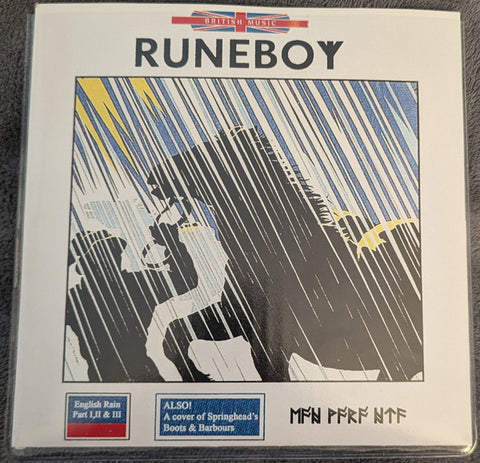 BRITISH MUSIC
RUNEBOY
English Rain
Part I,II & III
ALSO!
A cover of Springhead's
Boots & Barbours